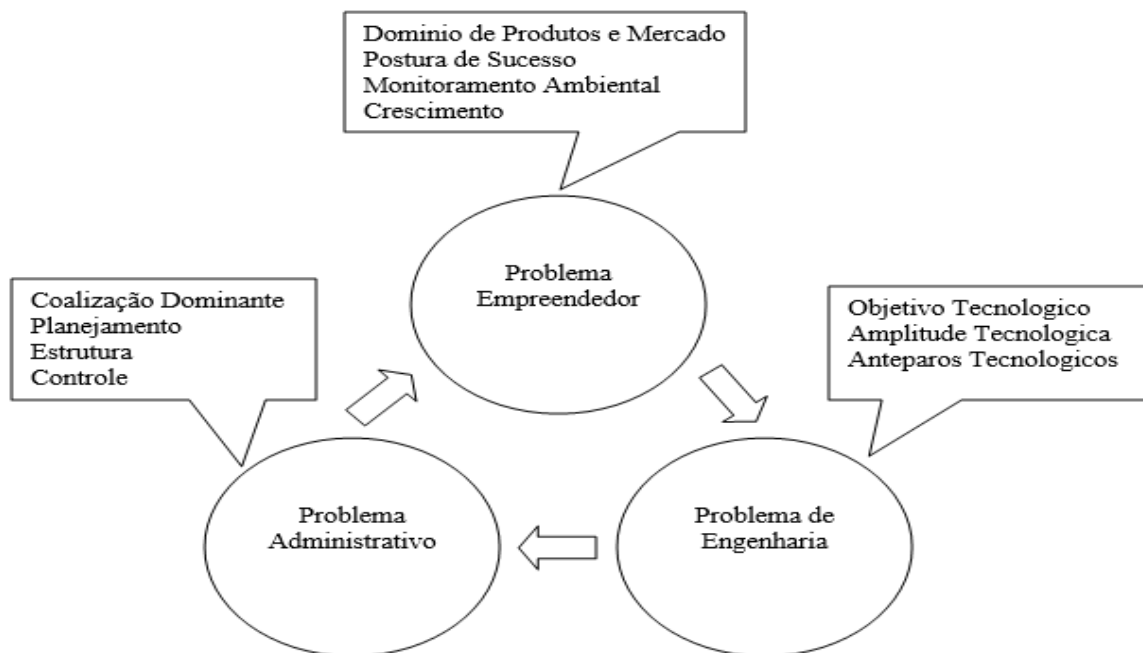 Dominio de Produtos e Mercado
Postura de Sucesso
Monitoramento Ambiental
Crescimento
Problema
Empreendedor
Coalização Dominante
Planejamento
Estrutura
Controle
Objetivo Tecnologico
Amplitude Tecnologica
Anteparos Tecnologicos
Problema
Administrativo
Problema de
Engenharia